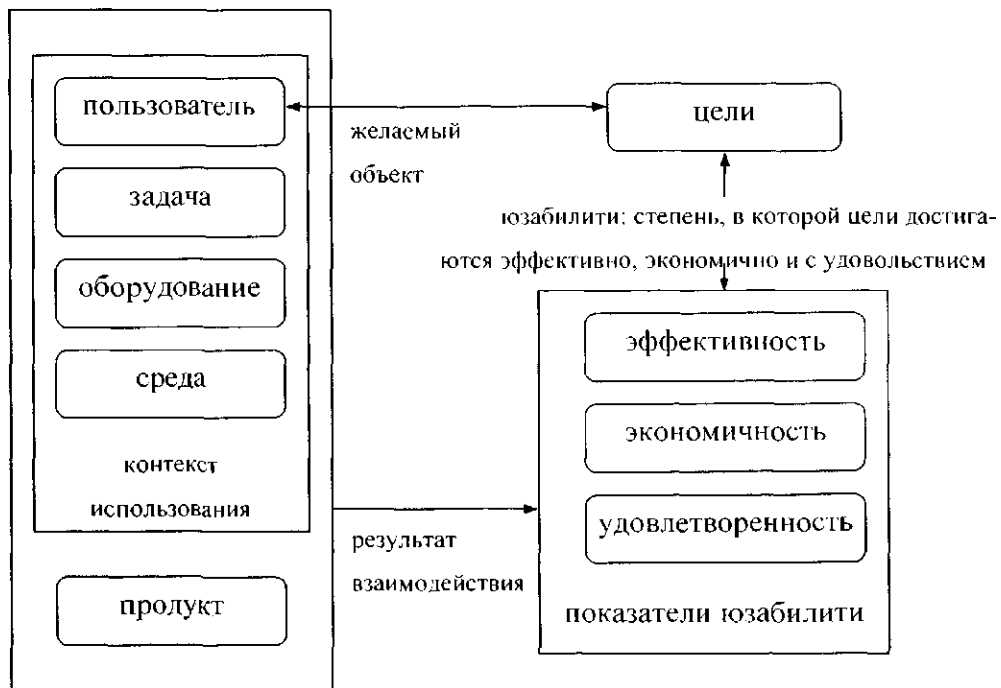 пользователь
задача
оборудование
среда
контекст
использования
продукт
желаемый
объект
цели
юзабилити: степень, в которой цели достига-
ются эффективно, экономично и с удовольствием
результат
взаимодействия
эффективность
экономичность
удовлетворенность
показатели юзабилити